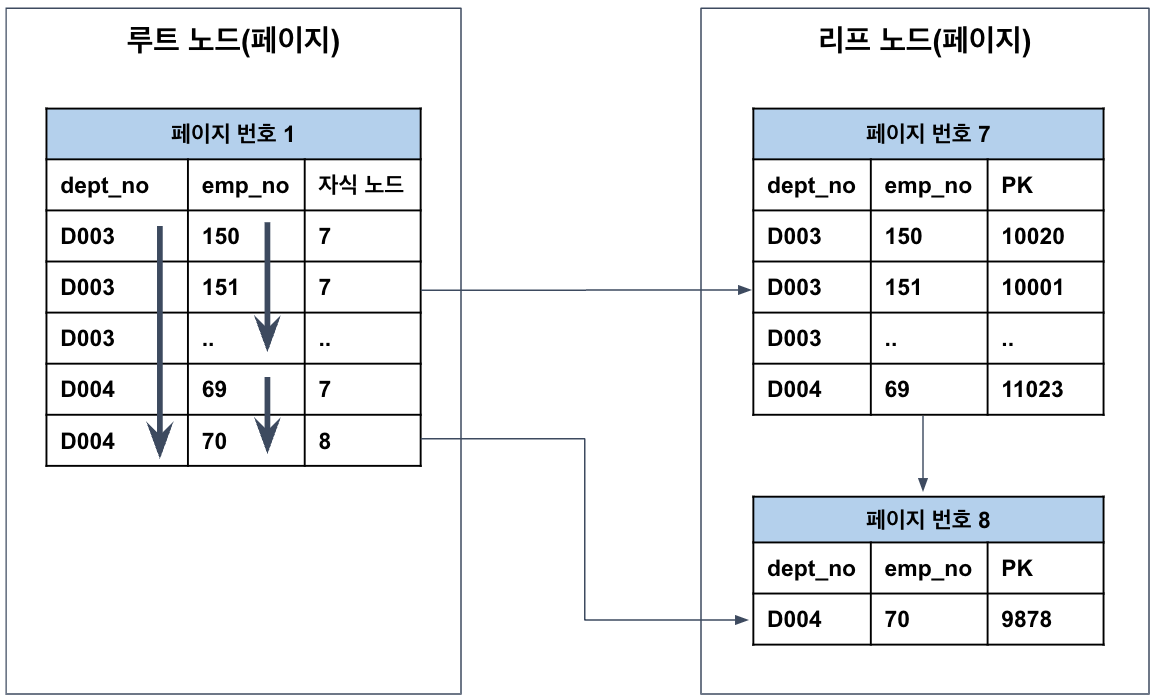 루트 노드(페이지)
페이지 번호 1
dept_no emp_no 자식 노드
D003 150 7
D003 151 7
D003 .. ..
D004 69 7
D004 70 8
리프 노드(페이지)
페이지 번호 7
dept_no emp_no PK
D003 150 10020
D003 151 10001
D003 .. ..
D004 69 11023
페이지 번호 8
dept_no emp_no PK
D004 70 9878